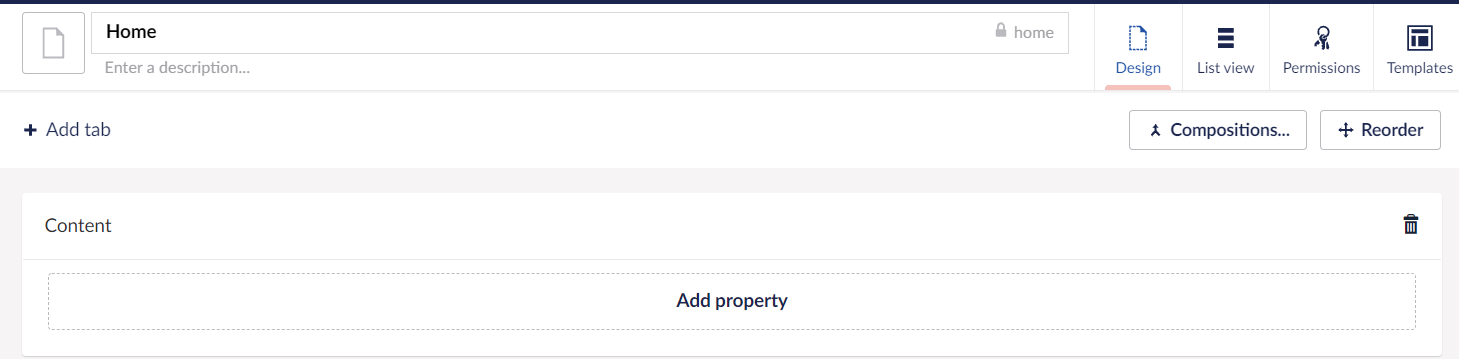 Home
home
Enter a description...
Design
List view
Permissions
Templates
Add tab
Compositions...
Reorder
Content
Add property